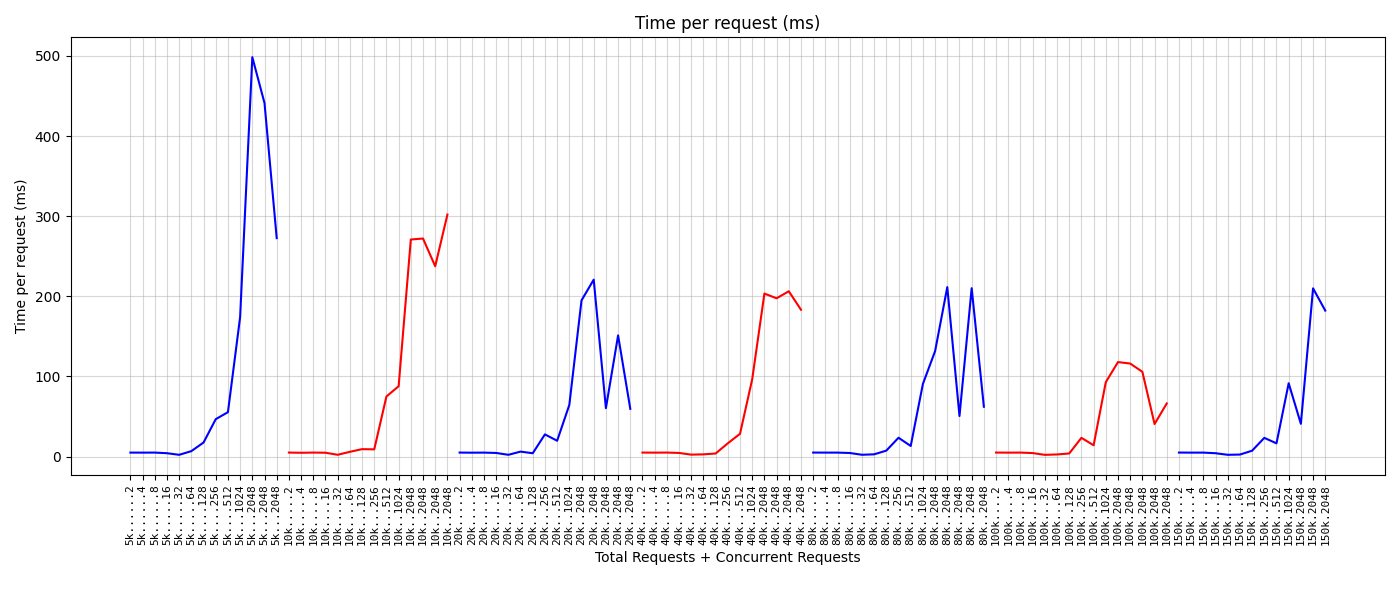 Time per request (ms)
500
400
300
200
100
0
Time per request (ms)
5k......2
5k......4
5k......8
5k.....16
5k.....32
5k.....64
5k....128
5k....256
5k....512
5k...1024
5k...2048
5k...2048
5k...2048
10k.....2
10k.....4
10k.....8
10k....16
10k....32
10k....64
10k...128
10k...256
10k...512
10k..1024
10k..2048
10k..2048
10k..2048
10k..2048
20k.....2
20k.....4
20k.....8
20k....16
20k....32
20k....64
20k...128
20k...256
20k...512
20k..1024
20k..2048
20k..2048
20k..2048
20k..2048
20k..2048
40k.....2
40k.....4
40k.....8
40k....16
40k....32
40k....64
40k...128
40k...256
40k...512
40k..1024
40k..2048
40k..2048
40k..2048
40k..2048
80k.....2
80k.....4
80k.....8
80k....16
80k....32
80k....64
80k...128
80k...256
80k...512
80k..1024
80k..2048
80k..2048
80k..2048
80k..2048
80k..2048
100k....2
100k....4
100k....8
100k...16
100k...32
100k...64
100k..128
100k..256
100k..512
100k.1024
100k.2048
100k.2048
100k.2048
100k.2048
100k.2048
150k....2
150k....4
150k....8
150k...16
150k...32
150k...64
150k..128
150k..256
150k..512
150k.1024
150k.2048
150k.2048
150k.2048
Total Requests + Concurrent Requests